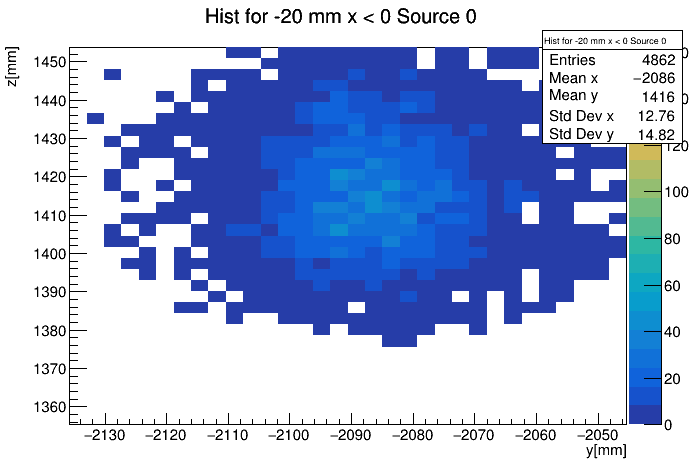 Hist for -20 mm x < 0 Source 0
z[mm]
Hist for -20 mm x < 0 Source 0
Entries 4862
Mean x −2086
Mean y 1416
Std Dev x 12.76
Std Dev y 14.82
1450
1440
1430
1420
1410
1400
1390
1380
1370
1360
120
100
80
60
40
20
0
−2130 −2120 −2110 −2100 −2090 −2080 −2070 −2060 −2050
y[mm]